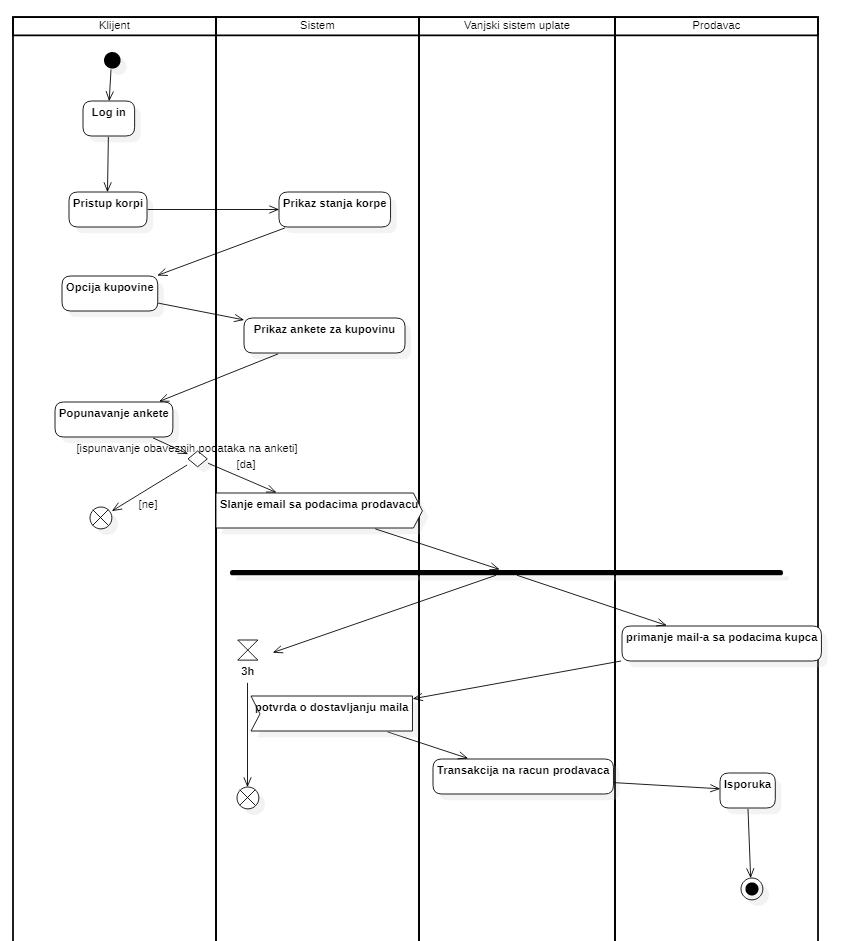 Klijent
Sistem
Vanjski sistem uplate
Prodavac
Log in
Pristup korpi
Prikaz stanja korpe
Opcija kupovine
Prikaz ankete za kupovinu
Popunavanje ankete
[ispunavanje obaveznih podataka na anketi]
[da]
[ne]
Slanje email sa podacima prodavacu
primanje mail-a sa podacima kupca
3h
potvrda o dostavljanju maila
Transakcija na racun prodavaca
Isporuka